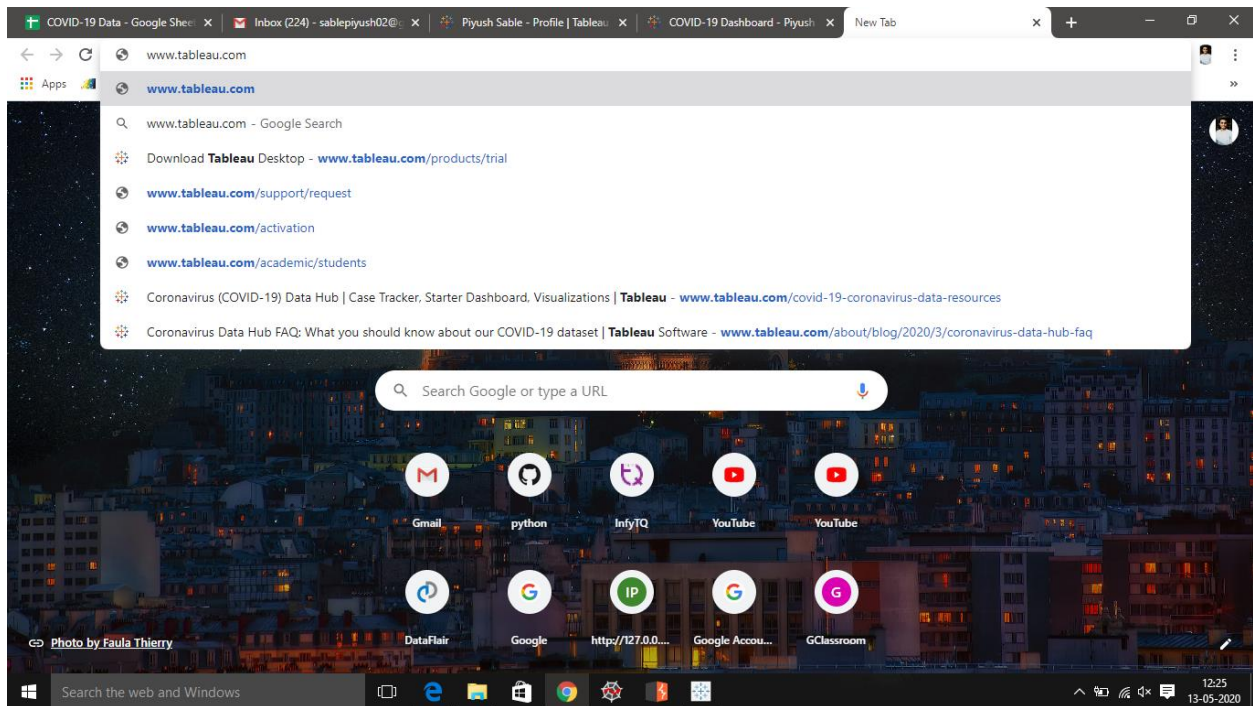 COVID-19 Data - Google Sheet
Inbox (224) - sablepiyush02@g
Piyush Sable - Profile | Tableau
COVID-19 Dashboard - Piyush
New Tab
www.tableau.com
Apps
www.tableau.com
www.tableau.com - Google Search
Download Tableau Desktop - www.tableau.com/products/trial
www.tableau.com/support/request
www.tableau.com/activation
www.tableau.com/academic/students
Coronavirus (COVID-19) Data Hub | Case Tracker, Starter Dashboard, Visualizations | Tableau - www.tableau.com/covid-19-coronavirus-data-resources
Coronavirus Data Hub FAQ: What you should know about our COVID-19 dataset | Tableau Software - www.tableau.com/about/blog/2020/3/coronavirus-data-hub-faq
Search Google or type a URL
Gmail
python
InfyTQ
YouTube
YouTube
IP
G
DataFlair
Google
http://127.0.0....
Google Accou...
GClassroom
Photo by Faula Thierry
Search the web and Windows
12:25
13-05-2020